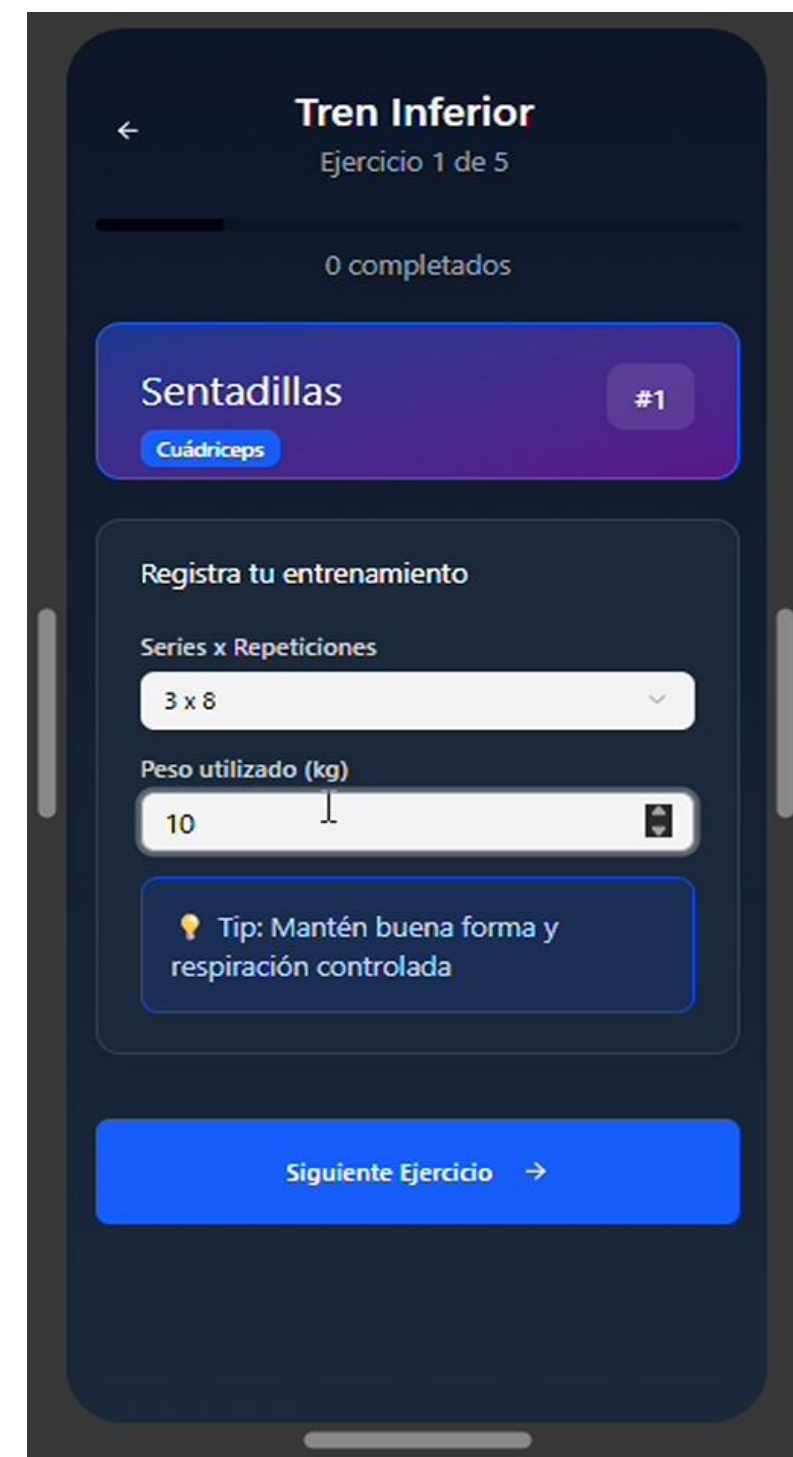 Tren Inferior
Ejercicio 1 de 5
0 completados
Sentadillas
#1
Cuádriceps
Registra tu entrenamiento
Series x Repeticiones
3 x 8
Peso utilizado (kg)
10
💡 Tip: Mantén buena forma y
respiración controlada
Siguiente Ejercicio →